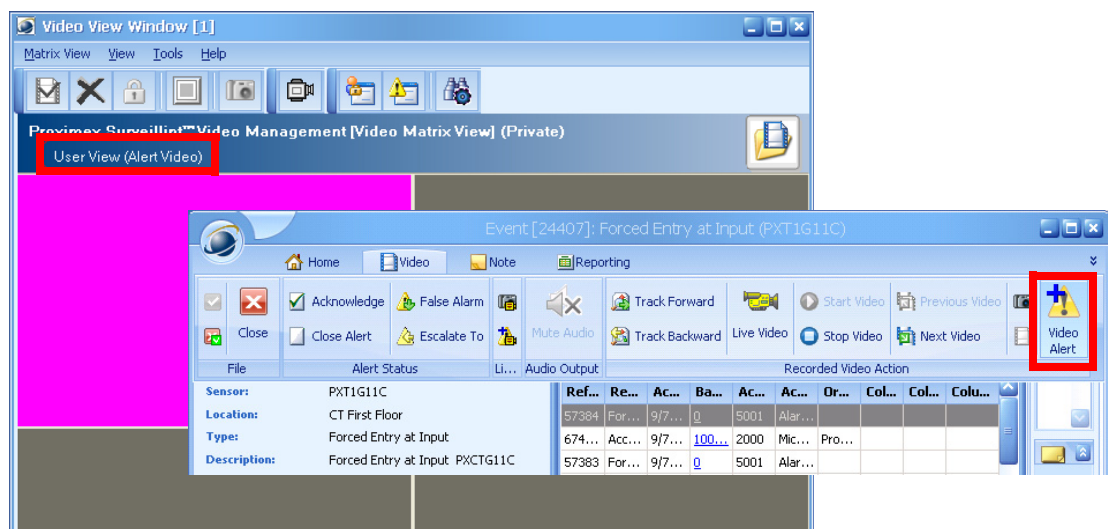 Video View Window [1]
Matrix View View Tools Help
Proximex Surveillint™ Video Management [Video Matrix View] (Private)
User View (Alert Video)
Event [24407]: Forced Entry at Input (PXT1G11C)
Home Video Note Reporting
Acknowledge False Alarm Track Forward Start Video Previous Video
Close Mute Audio Live Video Video Alert
Close Alert Escalate To Track Backward Stop Video Next Video
File Alert Status Li... Audio Output Recorded Video Action
Sensor: PXT1G11C Ref... Re... Ac... Ba... Ac... Ac... Or... Col... Col... Colu...
57384 For... 9/7... 0 5001 Alar...
Location: CT First Floor
Type: Forced Entry at Input 674... Acc... 9/7... 100... 2000 Mic... Pro...
Description: Forced Entry at Input PXCTG11C 57383 For... 9/7... 0 5001 Alar...